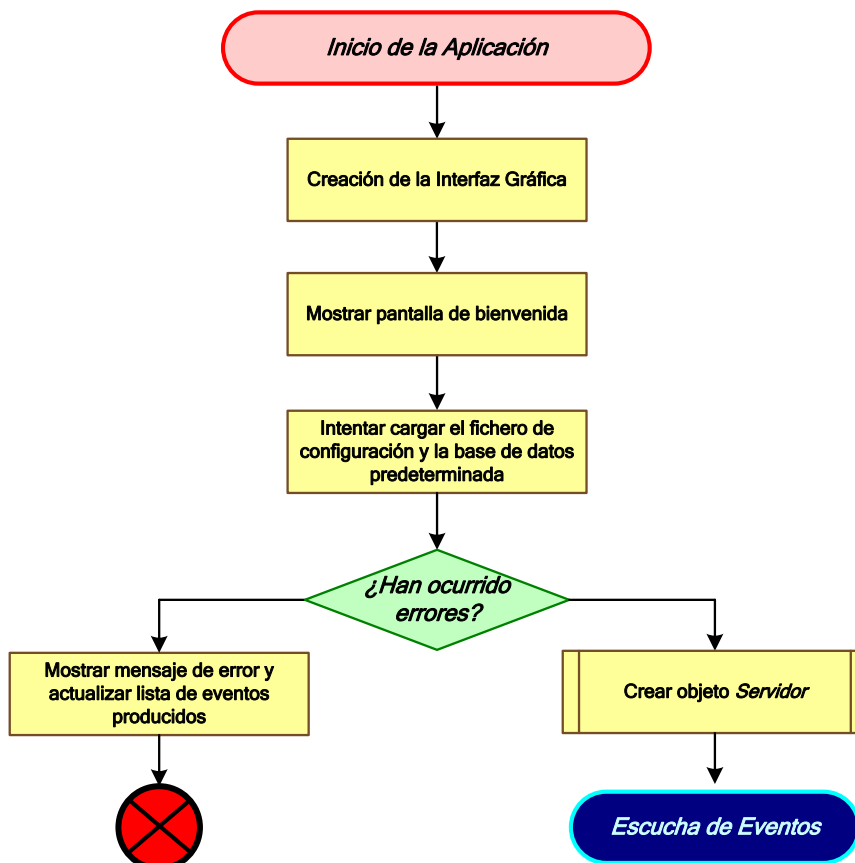 Inicio de la Aplicación
Creación de la Interfaz Gráfica
Mostrar pantalla de bienvenida
Intentar cargar el fichero de
configuración y la base de datos
predeterminada
¿Han ocurrido
errores?
Mostrar mensaje de error y
actualizar lista de eventos
producidos
Crear objeto Servidor
Escucha de Eventos